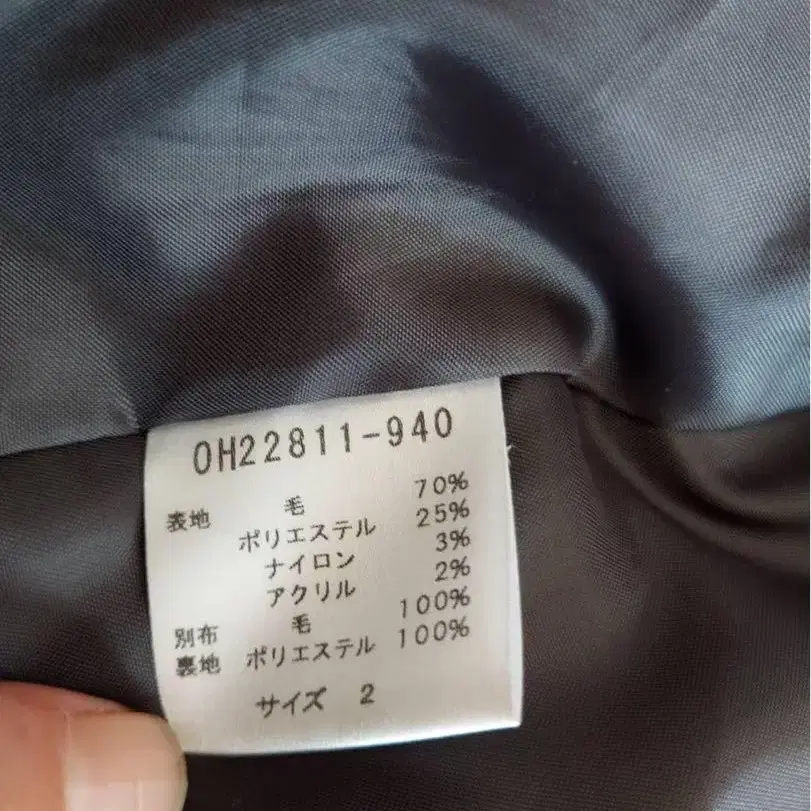 OH22811-940
表地 毛 70%
ポリエステル 25%
ナイロン 3%
アクリル 2%
別布 毛 100%
裏地 ポリエステル 100%
サイズ 2